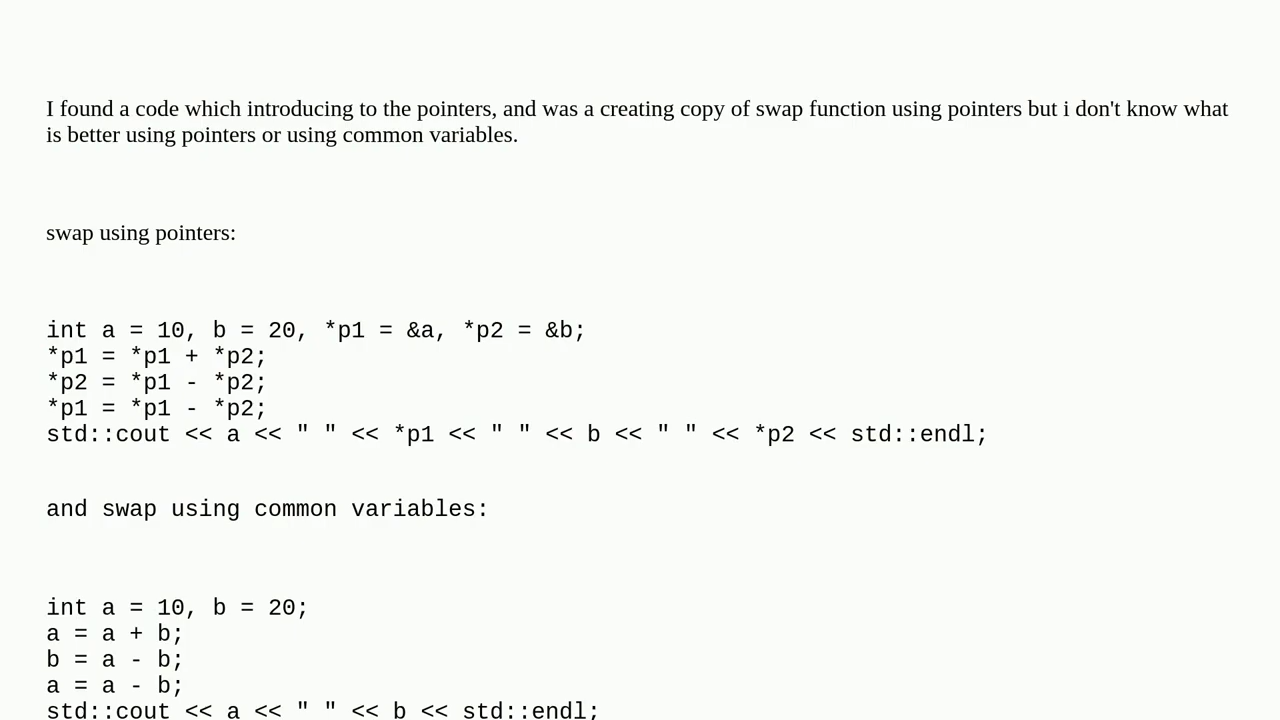 I found a code which introducing to the pointers, and was a creating copy of swap function using pointers but i don't know what
is better using pointers or using common variables.
swap using pointers:
int a = 10, b = 20, *p1 = &a, *p2 = &b;
*p1 = *p1 + *p2;
*p2 = *p1 - *p2;
*p1 = *p1 - *p2;
std::cout << a << " " << *p1 << " " << b << " " << *p2 << std::endl;
and swap using common variables:
int a = 10, b = 20;
a = a + b;
b = a - b;
a = a - b;
std::cout << a << " " << b << std::endl;